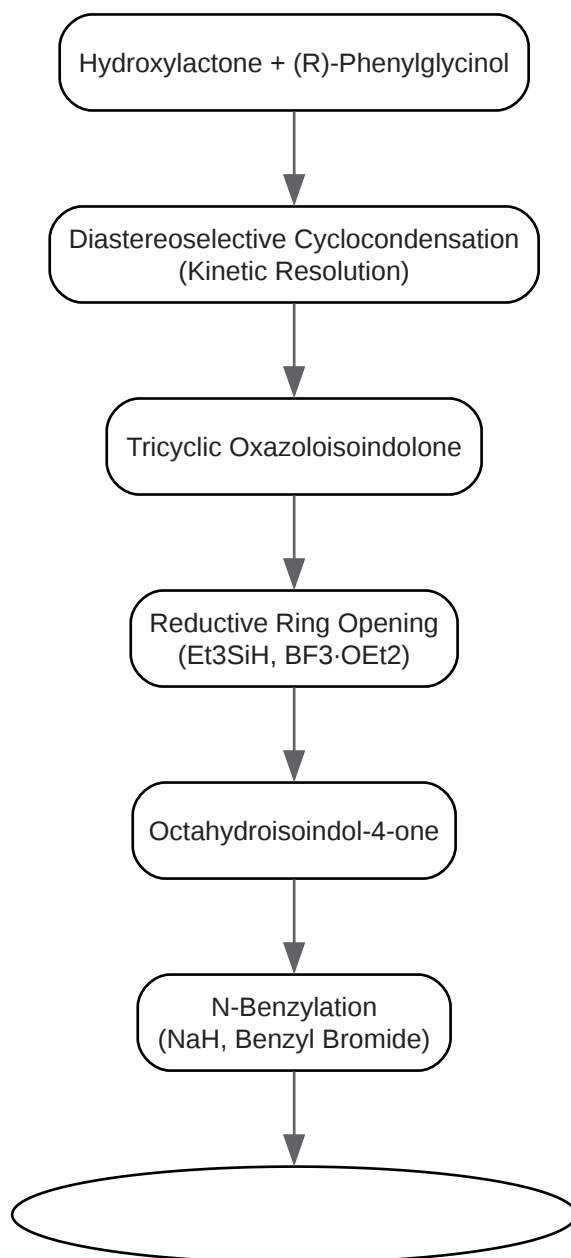 Hydroxylactone + (R)-Phenylglycinol
Diastereoselective Cyclocondensation
(Kinetic Resolution)
Tricyclic Oxazoloisoindolone
Reductive Ring Opening
(Et3SiH, BF3·OEt2)
Octahydroisoindol-4-one
N-Benzylation
(NaH, Benzyl Bromide)